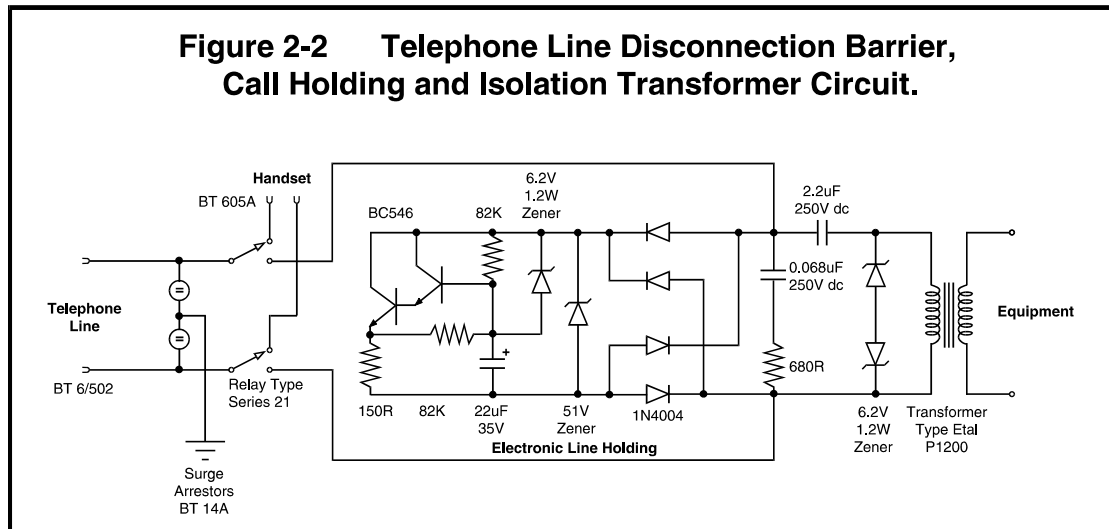 Figure 2-2 Telephone Line Disconnection Barrier,
Call Holding and Isolation Transformer Circuit.
Handset
BT 605A
BC546
82K
6.2V
1.2W
Zener
2.2uF
250V dc
0.068uF
250V dc
Telephone
Line
Equipment
BT 6/502
Relay Type
Series 21
+
680R
150R
82K
22uF
35V
51V
Zener
1N4004
Electronic Line Holding
6.2V
1.2W
Zener
Transformer
Type Etal
P1200
Surge
Arrestors
BT 14A